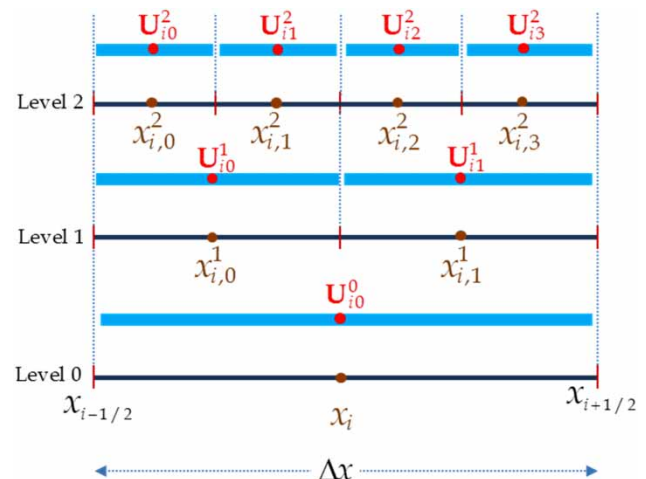 U²ᵢ₀ U²ᵢ₁ U²ᵢ₂ U²ᵢ₃
Level 2
x²ᵢ,₀ x²ᵢ,₁ x²ᵢ,₂ x²ᵢ,₃
U¹ᵢ₀ U¹ᵢ₁
Level 1
x¹ᵢ,₀ x¹ᵢ,₁
U⁰ᵢ₀
Level 0
xᵢ₋₁/₂ xᵢ xᵢ₊₁/₂
Δx